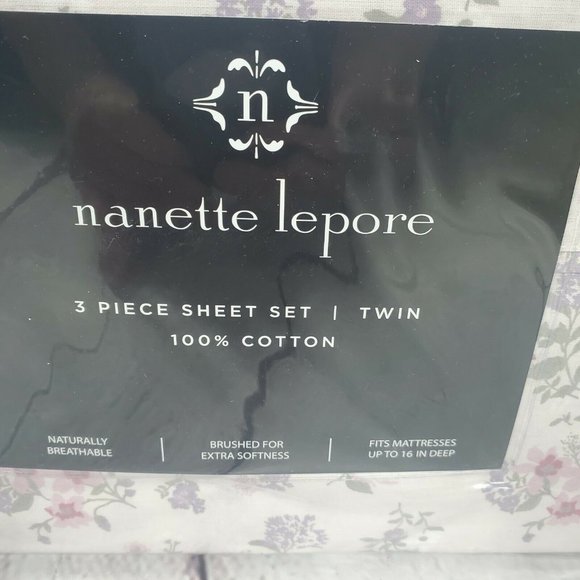 n
nanette lepore
3 PIECE SHEET SET | TWIN
100% COTTON
NATURALLY
BREATHABLE
BRUSHED FOR
EXTRA SOFTNESS
FITS MATTRESSES
UP TO 16 IN DEEP